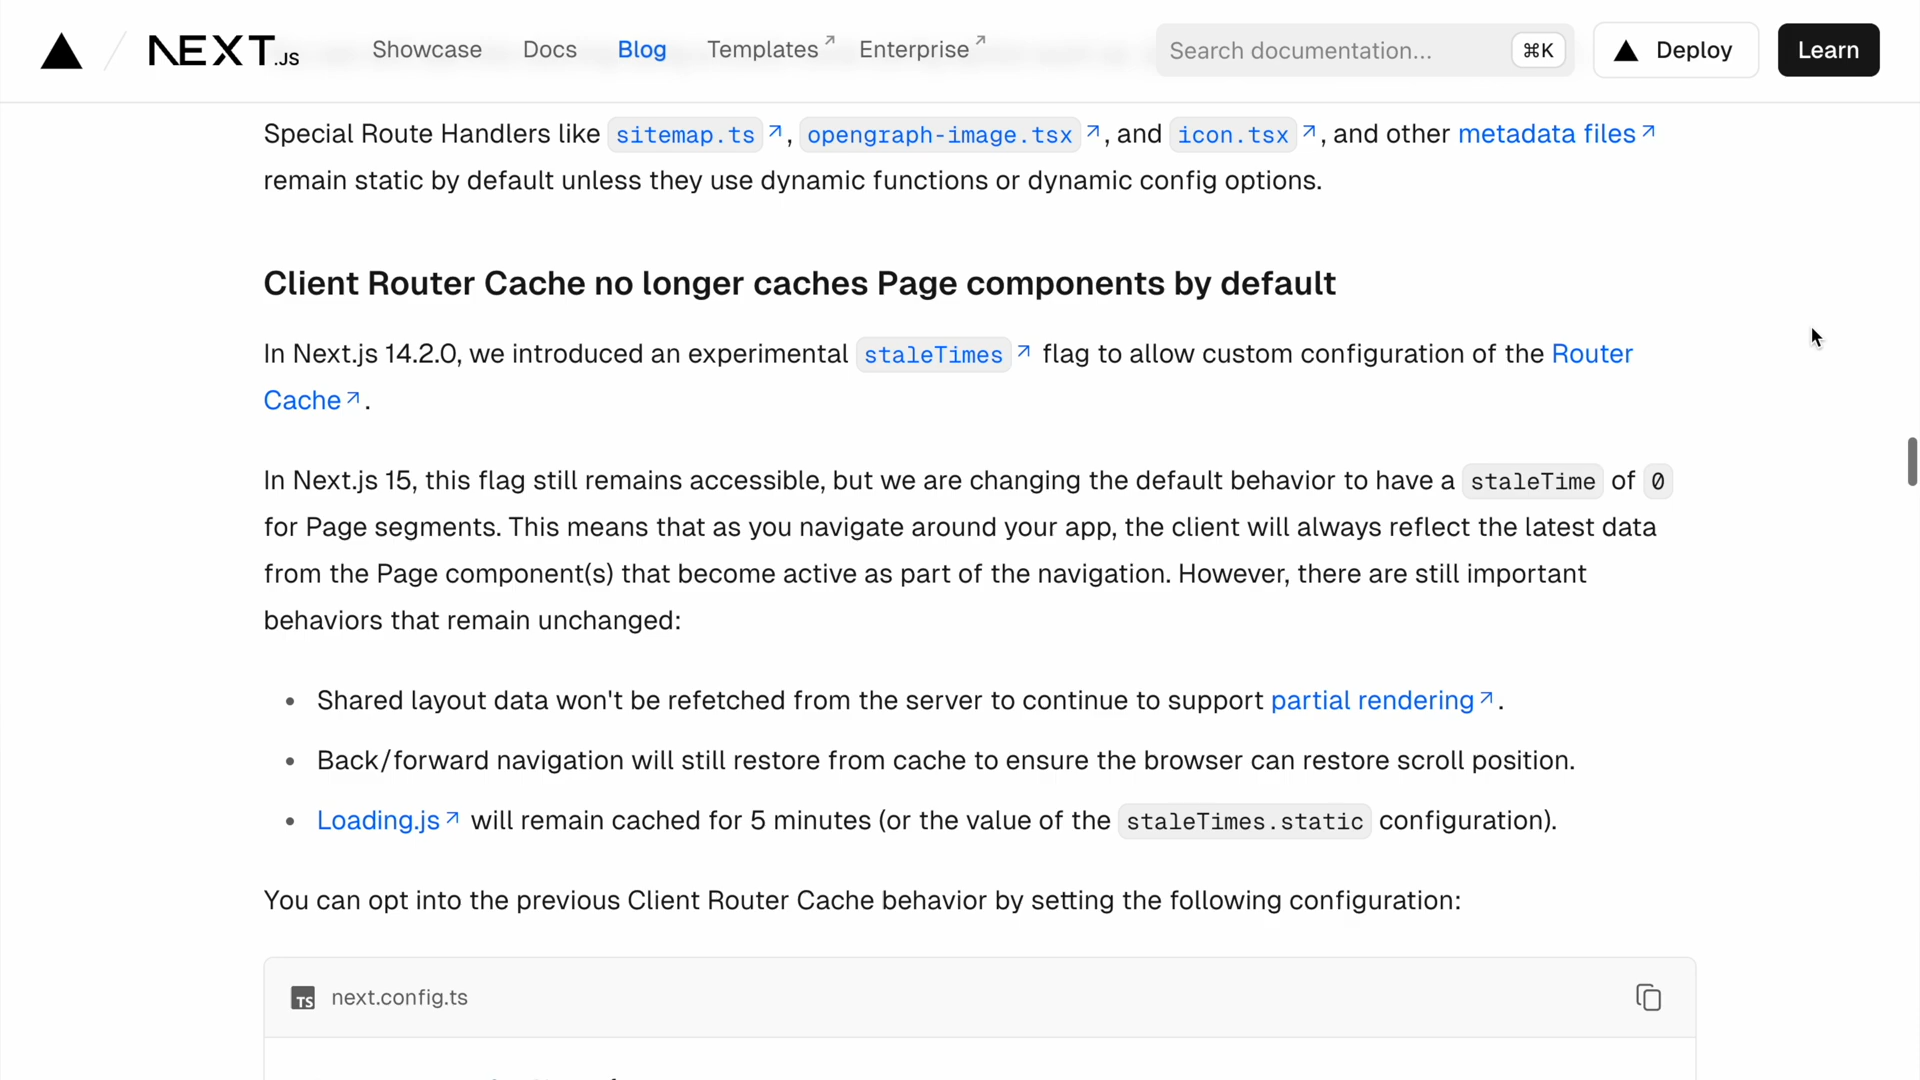 NEXT.JS Showcase Docs Blog Templates Enterprise Search documentation... ⌘K Deploy Learn
Special Route Handlers like sitemap.ts, opengraph-image.tsx, and icon.tsx, and other metadata files
remain static by default unless they use dynamic functions or dynamic config options.
Client Router Cache no longer caches Page components by default
In Next.js 14.2.0, we introduced an experimental staleTimes flag to allow custom configuration of the Router
Cache.
In Next.js 15, this flag still remains accessible, but we are changing the default behavior to have a staleTime of 0
for Page segments. This means that as you navigate around your app, the client will always reflect the latest data
from the Page component(s) that become active as part of the navigation. However, there are still important
behaviors that remain unchanged:
Shared layout data won't be refetched from the server to continue to support partial rendering.
Back/forward navigation will still restore from cache to ensure the browser can restore scroll position.
Loading.js will remain cached for 5 minutes (or the value of the staleTimes.static configuration).
You can opt into the previous Client Router Cache behavior by setting the following configuration:
TS next.config.ts